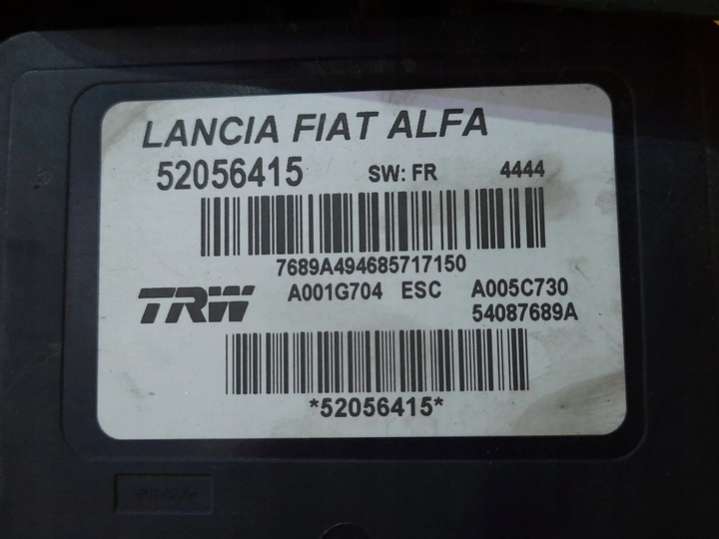 LANCIA FIAT ALFA
52056415 SW: FR 4444
7689A494685717150
TRW A001G704 ESC A005C730
54087689A
*52056415*